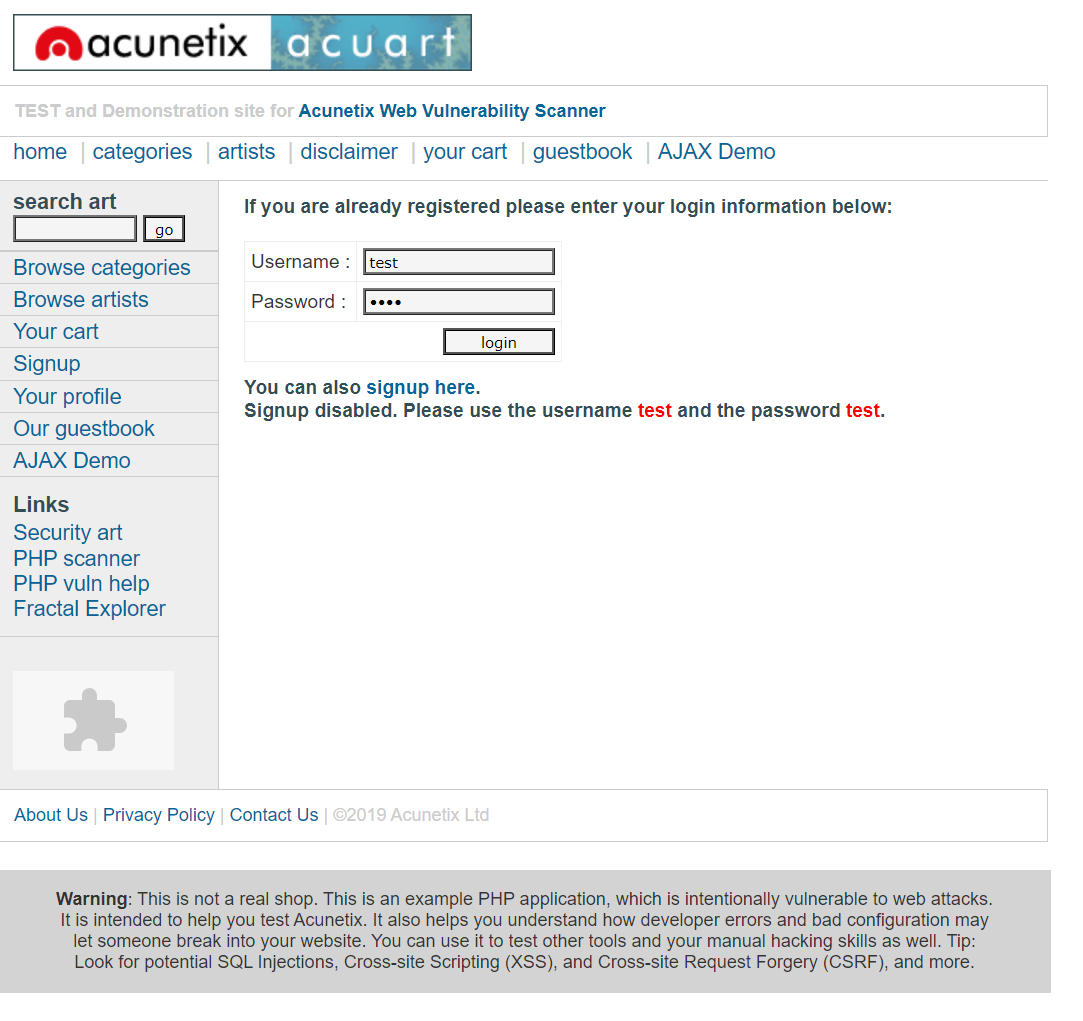 acunetix acuart
TEST and Demonstration site for Acunetix Web Vulnerability Scanner
home | categories | artists | disclaimer | your cart | guestbook | AJAX Demo
search art
go
Browse categories
Browse artists
Your cart
Signup
Your profile
Our guestbook
AJAX Demo
Links
Security art
PHP scanner
PHP vuln help
Fractal Explorer
If you are already registered please enter your login information below:
Username : test
Password : ••••
login
You can also signup here.
Signup disabled. Please use the username test and the password test.
About Us | Privacy Policy | Contact Us | ©2019 Acunetix Ltd
Warning: This is not a real shop. This is an example PHP application, which is intentionally vulnerable to web attacks.
It is intended to help you test Acunetix. It also helps you understand how developer errors and bad configuration may
let someone break into your website. You can use it to test other tools and your manual hacking skills as well. Tip:
Look for potential SQL Injections, Cross-site Scripting (XSS), and Cross-site Request Forgery (CSRF), and more.